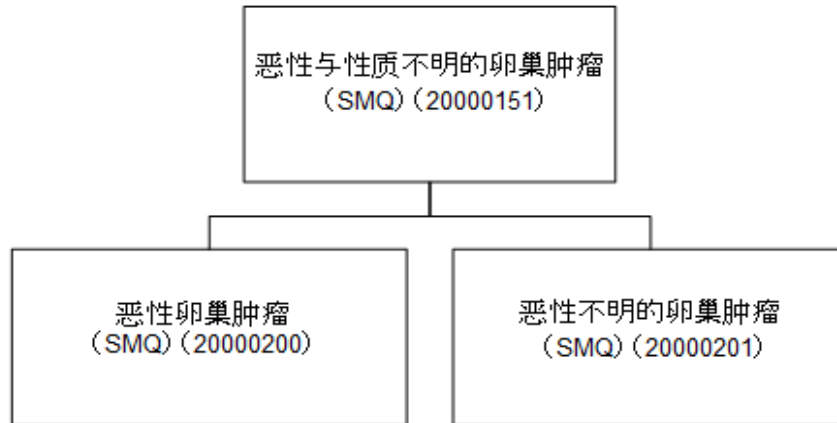 恶性与性质不明的卵巢肿瘤
（SMQ）（20000151）
恶性卵巢肿瘤
（SMQ）（20000200）
恶性不明的卵巢肿瘤
（SMQ）（20000201）